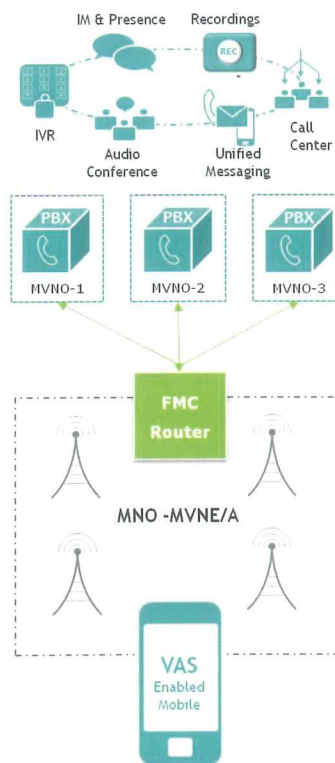 IM & Presence
Recordings
REC
IVR
Audio
Conference
Unified
Messaging
Call
Center
PBX
PBX
PBX
MVNO-1
MVNO-2
MVNO-3
FMC
Router
MNO -MVNE/A
VAS
Enabled
Mobile